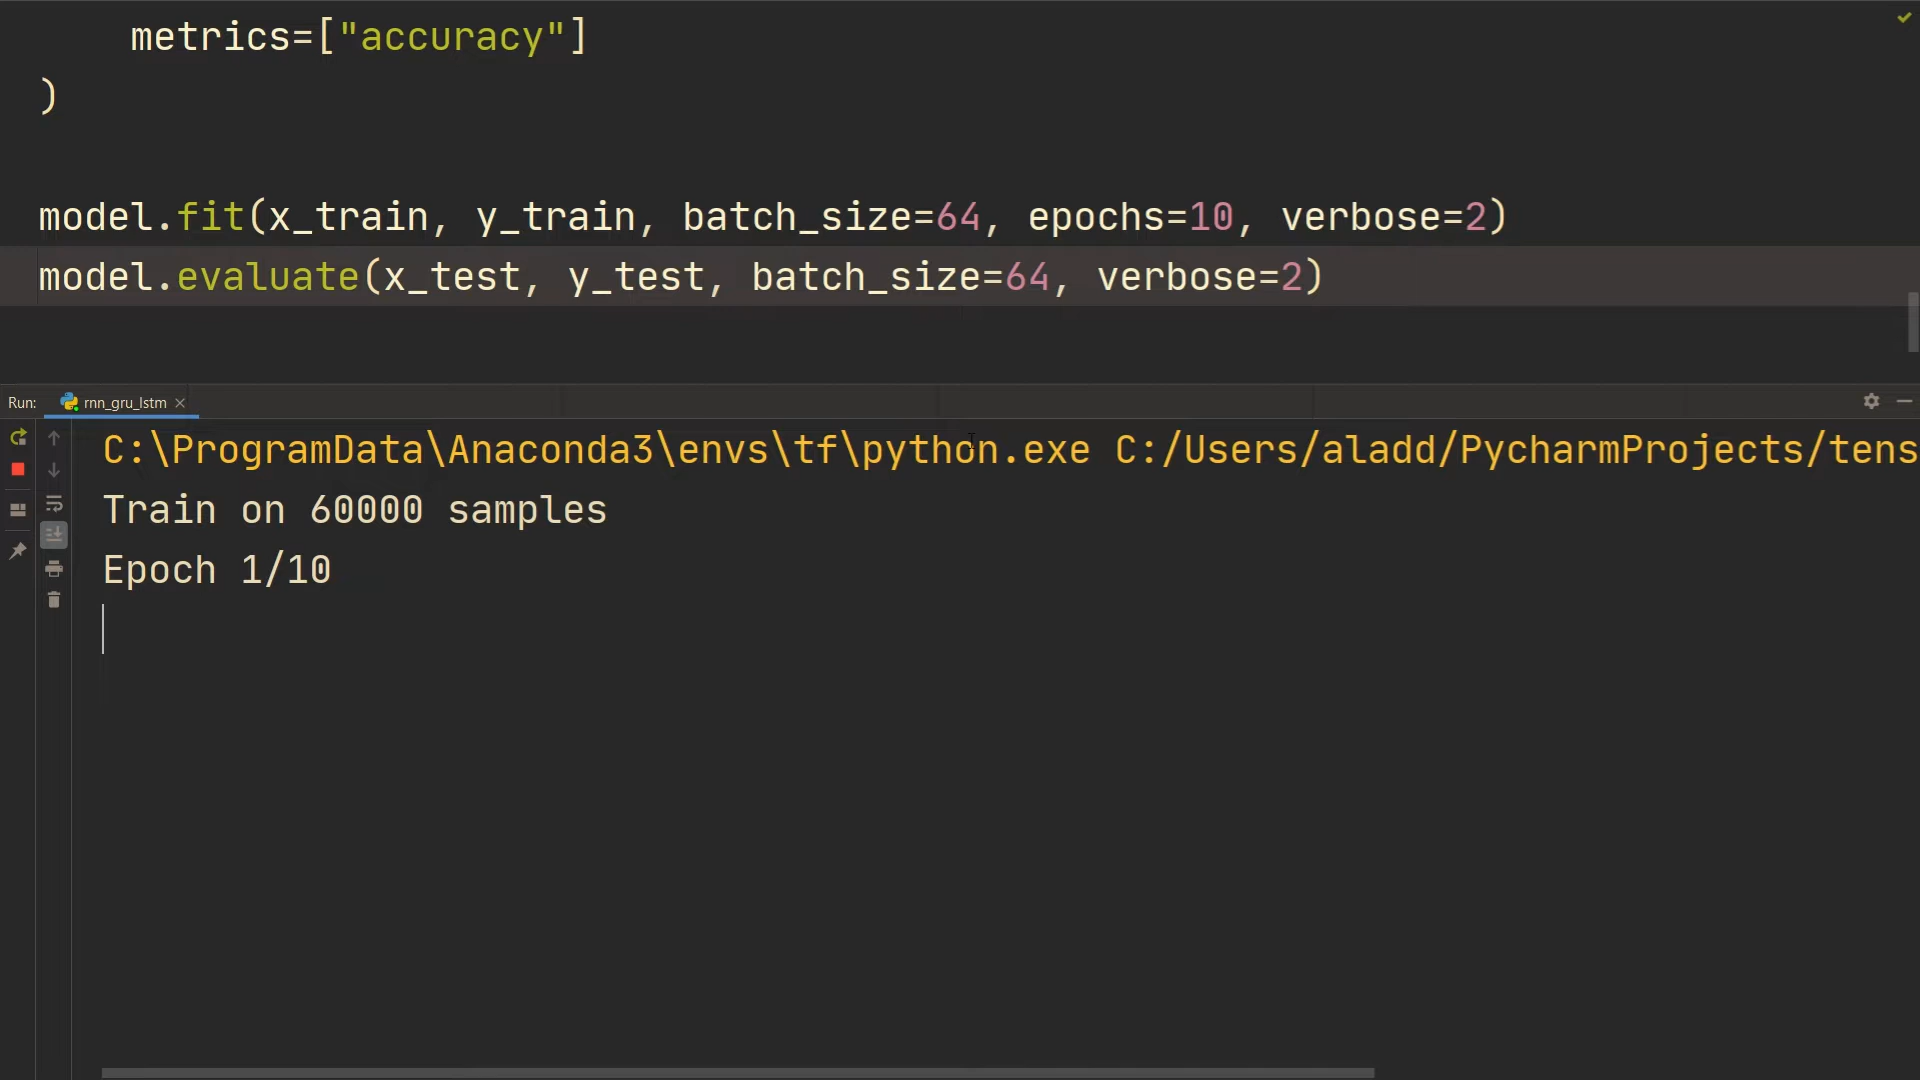 metrics=["accuracy"]
)
model.fit(x_train, y_train, batch_size=64, epochs=10, verbose=2)
model.evaluate(x_test, y_test, batch_size=64, verbose=2)
Run: rnn_gru_lstm
C:\ProgramData\Anaconda3\envs\tf\python.exe C:/Users/aladd/PycharmProjects/tens
Train on 60000 samples
Epoch 1/10